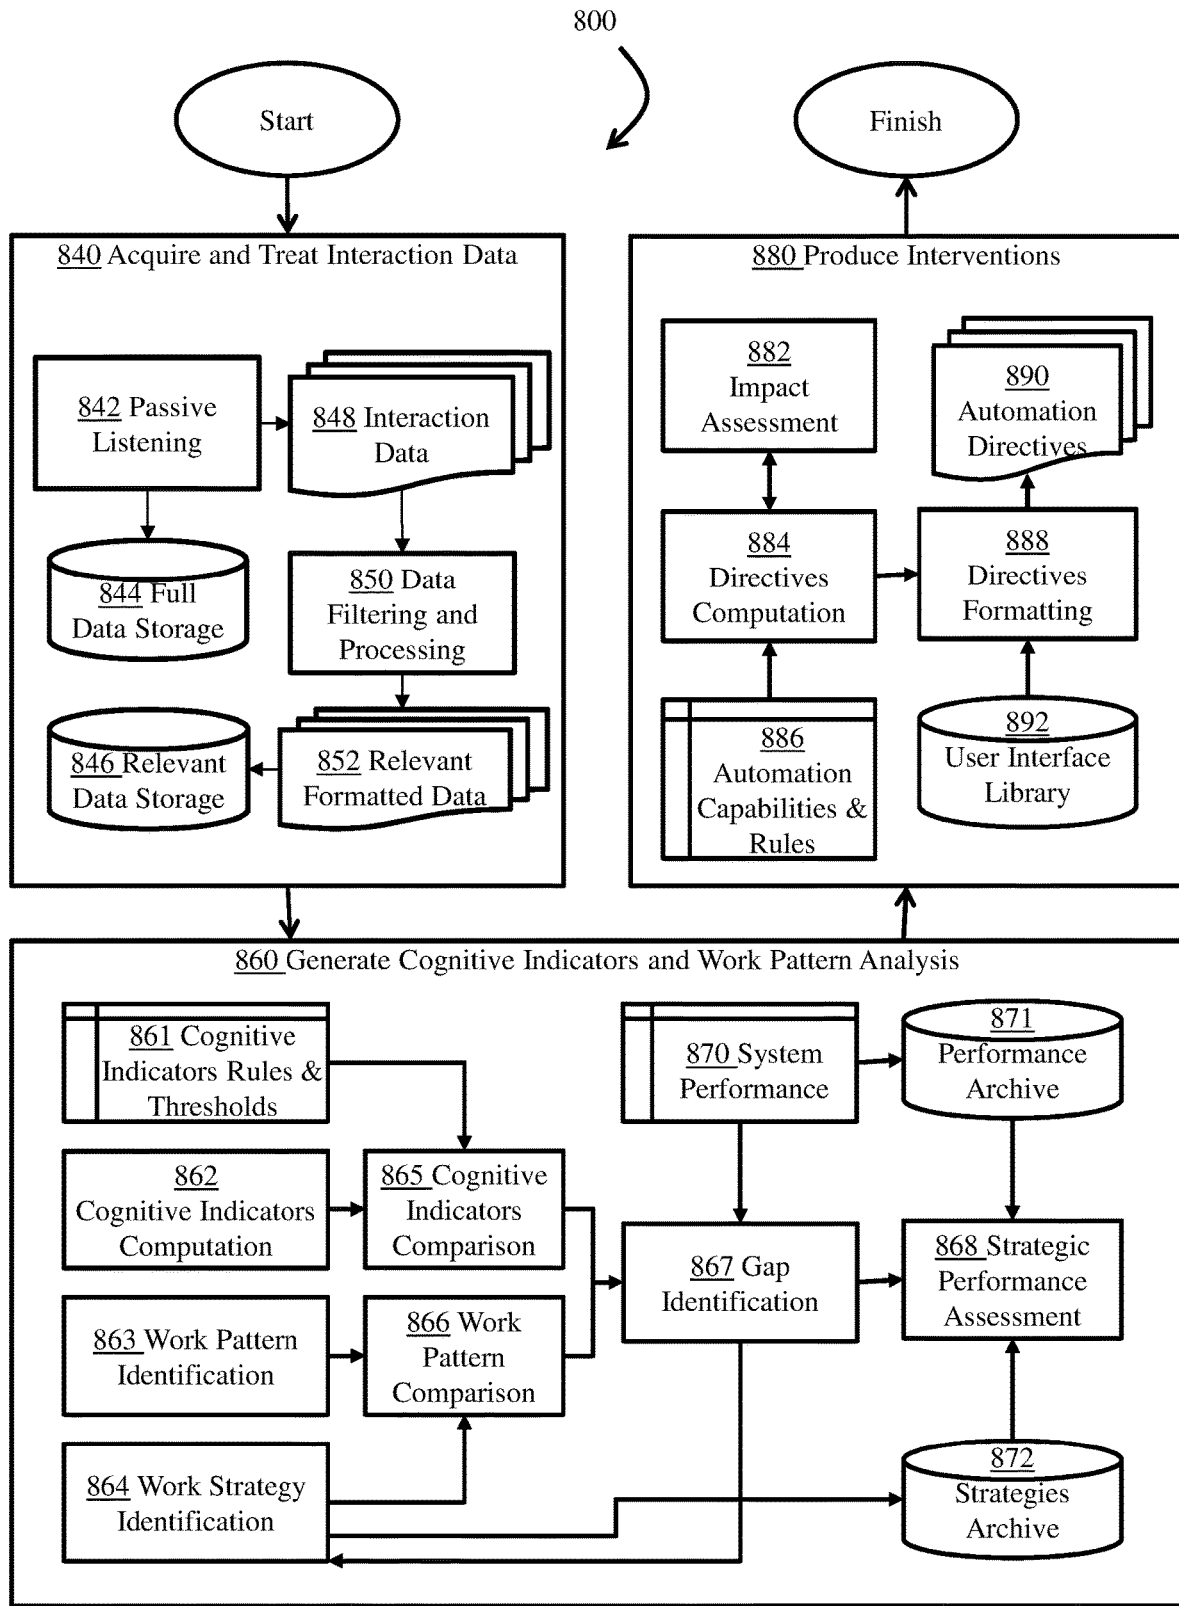 800
Start
Finish
840 Acquire and Treat Interaction Data
842 Passive
Listening
848 Interaction
Data
844 Full
Data Storage
850 Data
Filtering and
Processing
846 Relevant
Data Storage
852 Relevant
Formatted Data
880 Produce Interventions
882
Impact
Assessment
890
Automation
Directives
884
Directives
Computation
888
Directives
Formatting
886
Automation
Capabilities &
Rules
892
User Interface
Library
860 Generate Cognitive Indicators and Work Pattern Analysis
861 Cognitive
Indicators Rules &
Thresholds
870 System
Performance
871
Performance
Archive
862
Cognitive Indicators
Computation
865 Cognitive
Indicators
Comparison
867 Gap
Identification
868 Strategic
Performance
Assessment
863 Work Pattern
Identification
866 Work
Pattern
Comparison
864 Work Strategy
Identification
872
Strategies
Archive